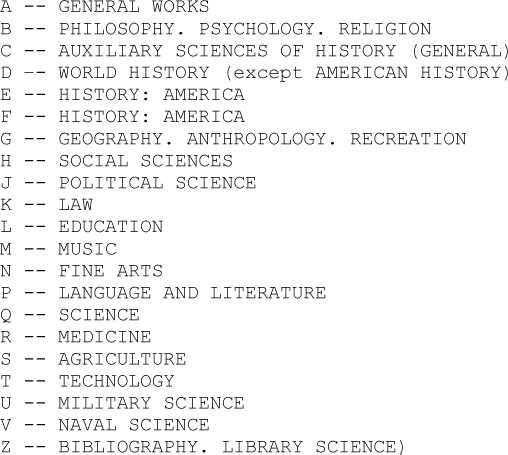 A -- GENERAL WORKS
B -- PHILOSOPHY. PSYCHOLOGY. RELIGION
C -- AUXILIARY SCIENCES OF HISTORY (GENERAL)
D -- WORLD HISTORY (except AMERICAN HISTORY)
E -- HISTORY: AMERICA
F -- HISTORY: AMERICA
G -- GEOGRAPHY. ANTHROPOLOGY. RECREATION
H -- SOCIAL SCIENCES
J -- POLITICAL SCIENCE
K -- LAW
L -- EDUCATION
M -- MUSIC
N -- FINE ARTS
P -- LANGUAGE AND LITERATURE
Q -- SCIENCE
R -- MEDICINE
S -- AGRICULTURE
T -- TECHNOLOGY
U -- MILITARY SCIENCE
V -- NAVAL SCIENCE
Z -- BIBLIOGRAPHY. LIBRARY SCIENCE)